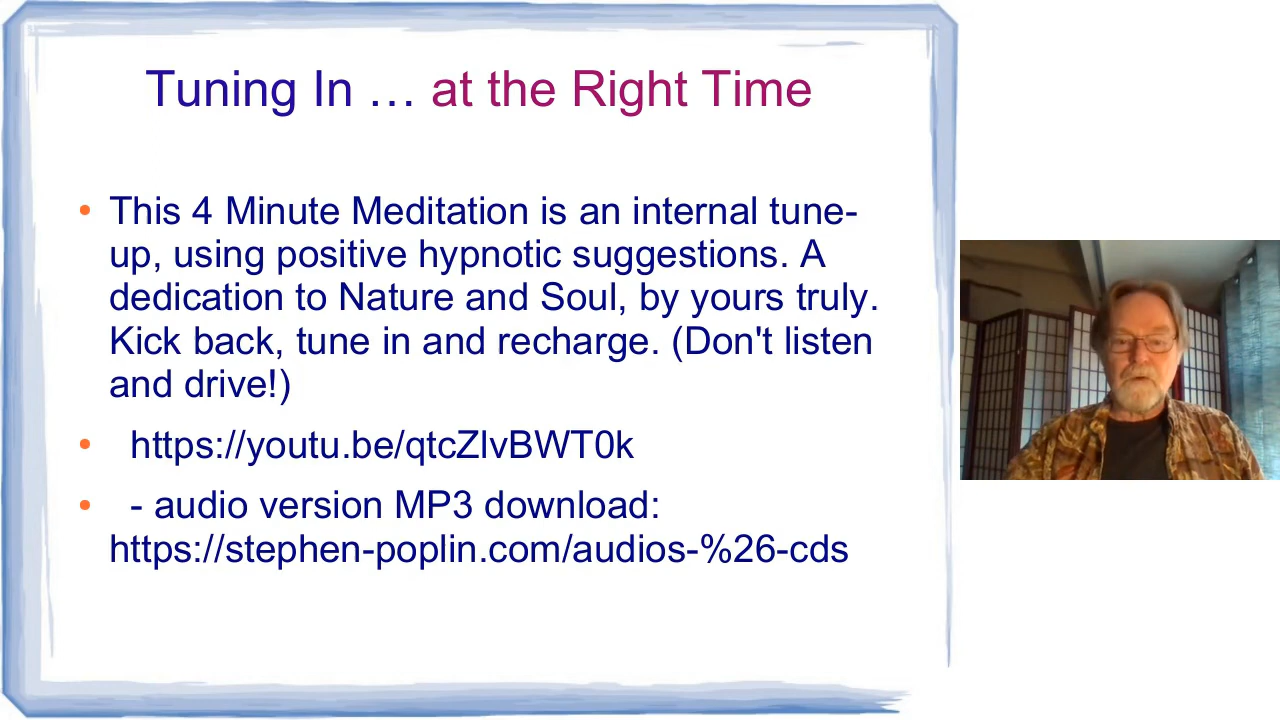 Tuning In … at the Right Time
• This 4 Minute Meditation is an internal tune-
up, using positive hypnotic suggestions. A
dedication to Nature and Soul, by yours truly.
Kick back, tune in and recharge. (Don't listen
and drive!)
• https://youtu.be/qtcZlvBWT0k
• - audio version MP3 download:
https://stephen-poplin.com/audios-%26-cds